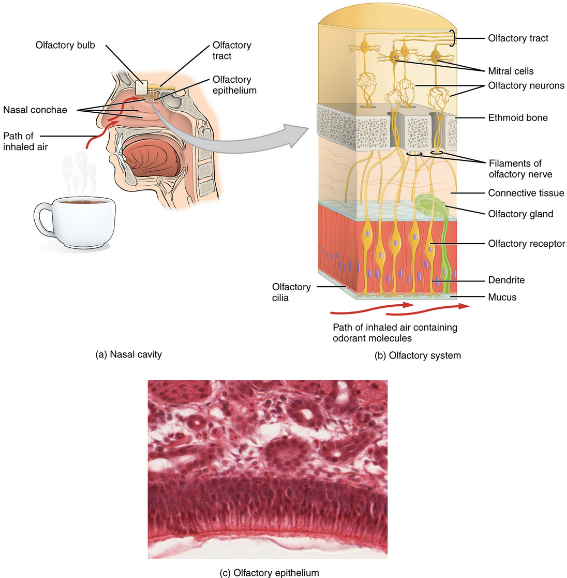 Olfactory bulb
Olfactory
tract
Olfactory
epithelium
Nasal conchae
Path of
inhaled air
(a) Nasal cavity
Olfactory tract
Mitral cells
Olfactory neurons
Ethmoid bone
Filaments of
olfactory nerve
Connective tissue
Olfactory gland
Olfactory receptor
Dendrite
Mucus
Olfactory
cilia
Path of inhaled air containing
odorant molecules
(b) Olfactory system
(c) Olfactory epithelium